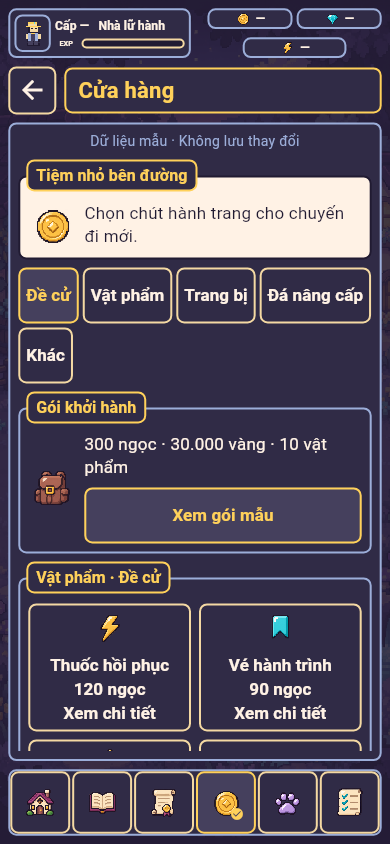 Cấp — Nhà lữ hành
EXP
—
—
—
Cửa hàng
Dữ liệu mẫu · Không lưu thay đổi
Tiệm nhỏ bên đường
Chọn chút hành trang cho chuyến
đi mới.
Đề cử
Vật phẩm
Trang bị
Đá nâng cấp
Khác
Gói khởi hành
300 ngọc · 30.000 vàng · 10 vật
phẩm
Xem gói mẫu
Vật phẩm · Đề cử
Thuốc hồi phục
120 ngọc
Xem chi tiết
Vé hành trình
90 ngọc
Xem chi tiết